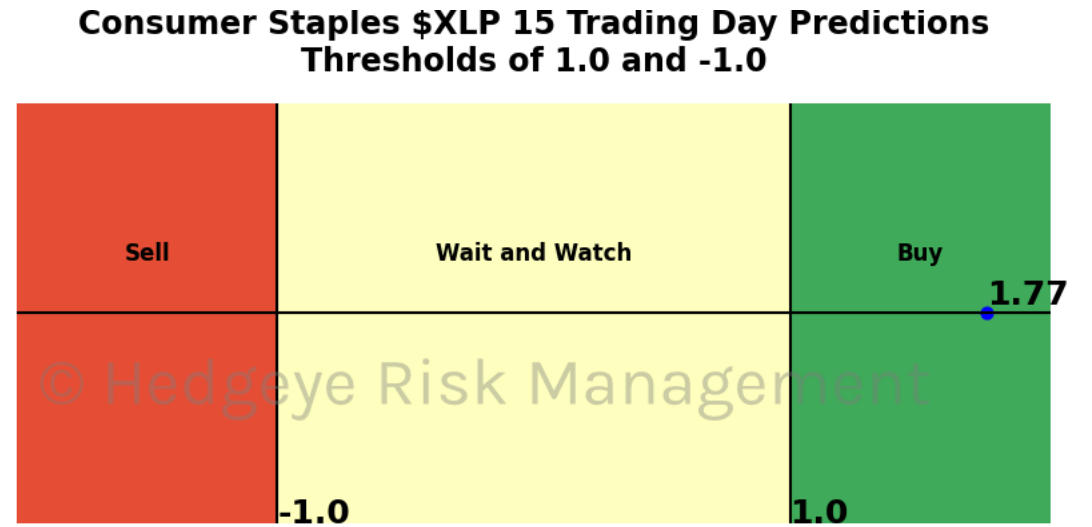 Consumer Staples $XLP 15 Trading Day Predictions
Thresholds of 1.0 and -1.0
Sell
Wait and Watch
Buy
1.77
© Hedgeye Risk Management
-1.0
1.0